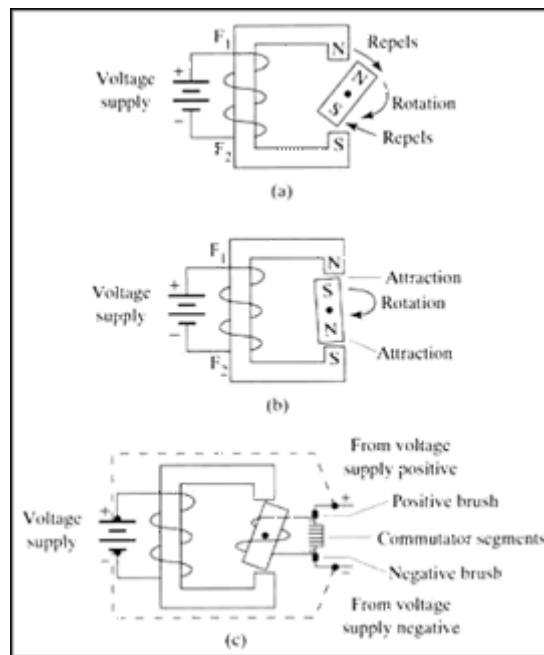 F1
N
Repels
+
Voltage
supply
N
Rotation
S
−
F2
S
Repels
(a)
F1
N
Attraction
+
S
Voltage
supply
Rotation
N
−
Attraction
F2
S
(b)
From voltage
supply positive
+
Positive brush
+
Voltage
supply
Commutator segments
−
Negative brush
−
From voltage
supply negative
(c)